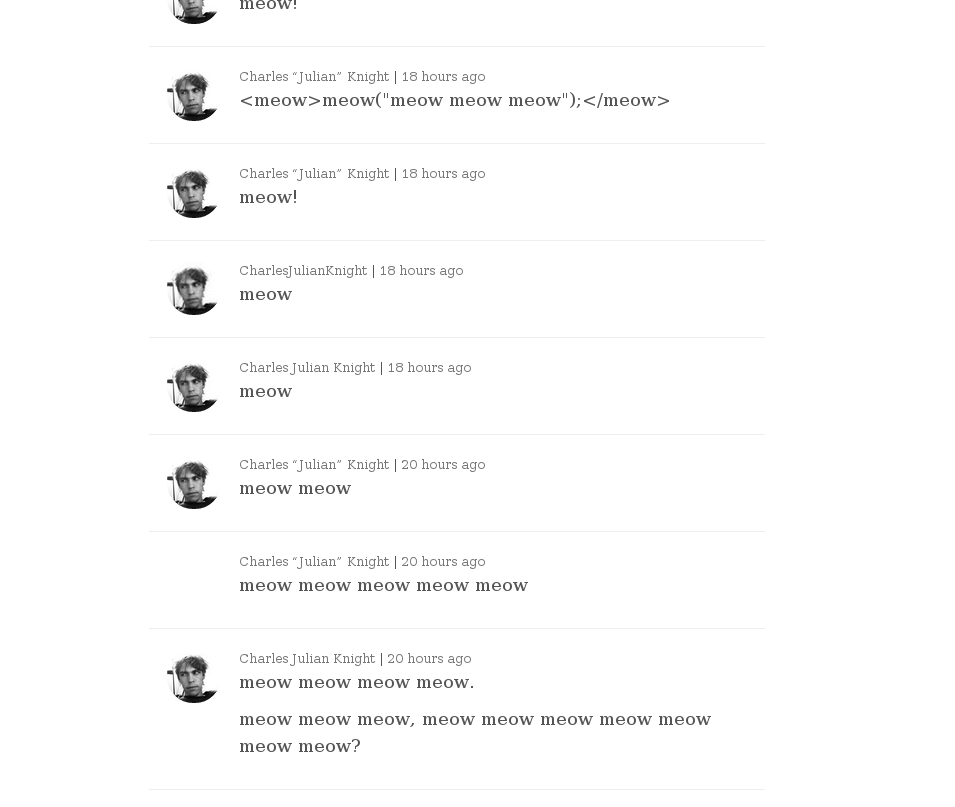 meow!
Charles “Julian” Knight | 18 hours ago
<meow>meow("meow meow meow");</meow>
Charles “Julian” Knight | 18 hours ago
meow!
CharlesJulianKnight | 18 hours ago
meow
Charles Julian Knight | 18 hours ago
meow
Charles “Julian” Knight | 20 hours ago
meow meow
Charles “Julian” Knight | 20 hours ago
meow meow meow meow meow
Charles Julian Knight | 20 hours ago
meow meow meow meow.
meow meow meow, meow meow meow meow meow
meow meow?